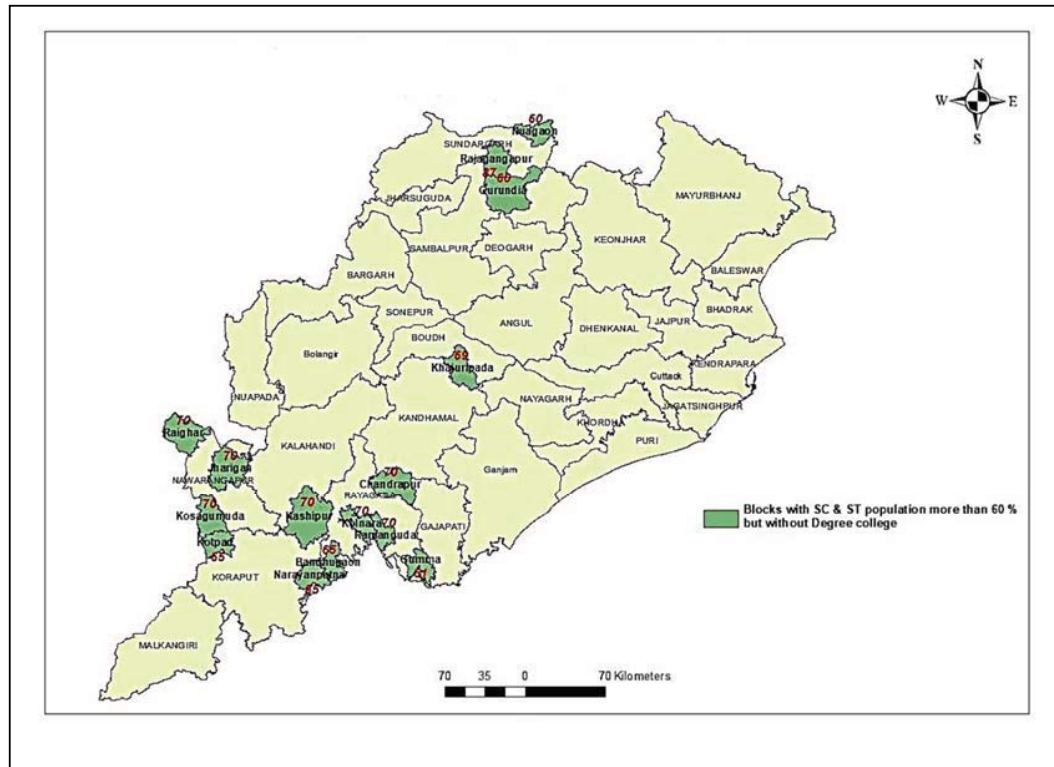 N
W E
S
60
Nuagaon
SUNDARGARH
Rajagangapur
60
Gurundia
JHARSUGUDA
MAYURBHANJ
KEONJHAR
SAMBALPUR
DEOGARH
BALESWAR
BARGARH
BHADRAK
SONEPUR
ANGUL
DHENKANAL
JAJPUR
BOUDH
Bolangir
Khajuripada
KENDRAPARA
Cuttack
NUAPADA
NAYAGARH
JAGATSINGHPUR
KANDHAMAL
KHORDHA
70
Raighar
PURI
KALAHANDI
70
Jharigan
Ganjam
NAWARANGAPUR
70
Chandrapur
RAYAGADA
70
Kosagumuda
70
Kashipur
70
Kolnara
70
Ramanguda
GAJAPATI
Blocks with SC & ST population more than 60 %
but without Degree college
Kotpad
65
65
Bandhugaon
Gumma
KORAPUT
Narayanpatna
65
MALKANGIRI
70 35 0 70 Kilometers